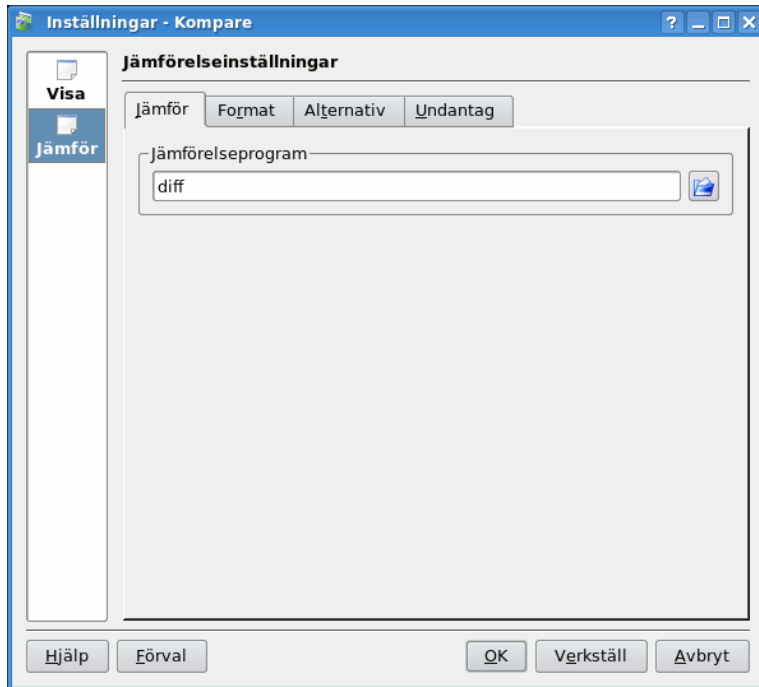 Inställningar - Kompare
Visa
Jämför
Jämförelseinställningar
Jämför Format Alternativ Undantag
Jämförelseprogram
diff
Hjälp Förval OK Verkställ Avbryt